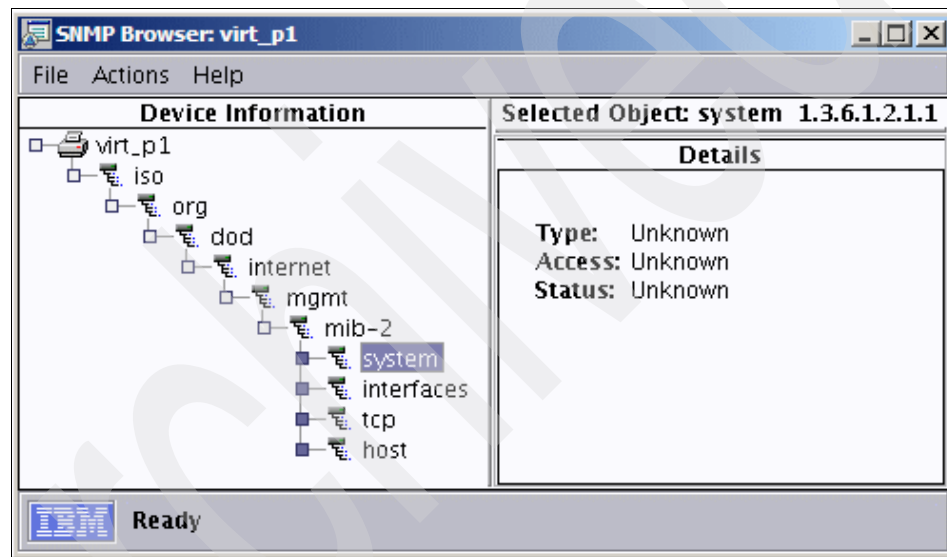 SNMP Browser: virt_p1
File Actions Help
Device Information
virt_p1
iso
org
dod
internet
mgmt
mib-2
system
interfaces
tcp
host
Selected Object: system 1.3.6.1.2.1.1
Details
Type: Unknown
Access: Unknown
Status: Unknown
IBM Ready